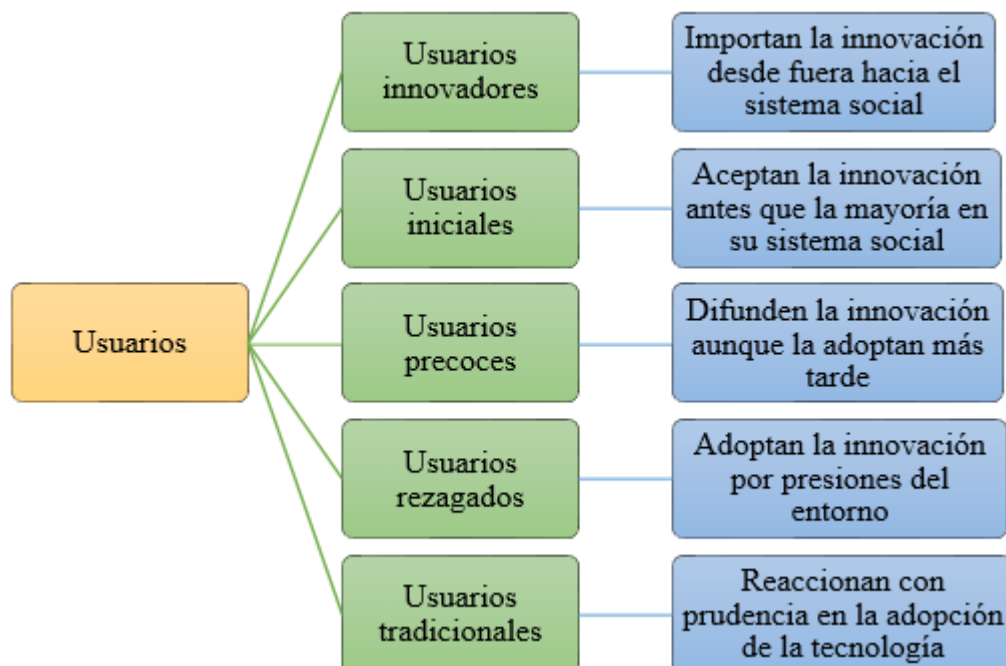 Usuarios
Usuarios
innovadores
Importan la innovación
desde fuera hacia el
sistema social
Usuarios
iniciales
Aceptan la innovación
antes que la mayoría en
su sistema social
Usuarios
precoces
Difunden la innovación
aunque la adoptan más
tarde
Usuarios
rezagados
Adoptan la innovación
por presiones del
entorno
Usuarios
tradicionales
Reaccionan con
prudencia en la adopción
de la tecnología